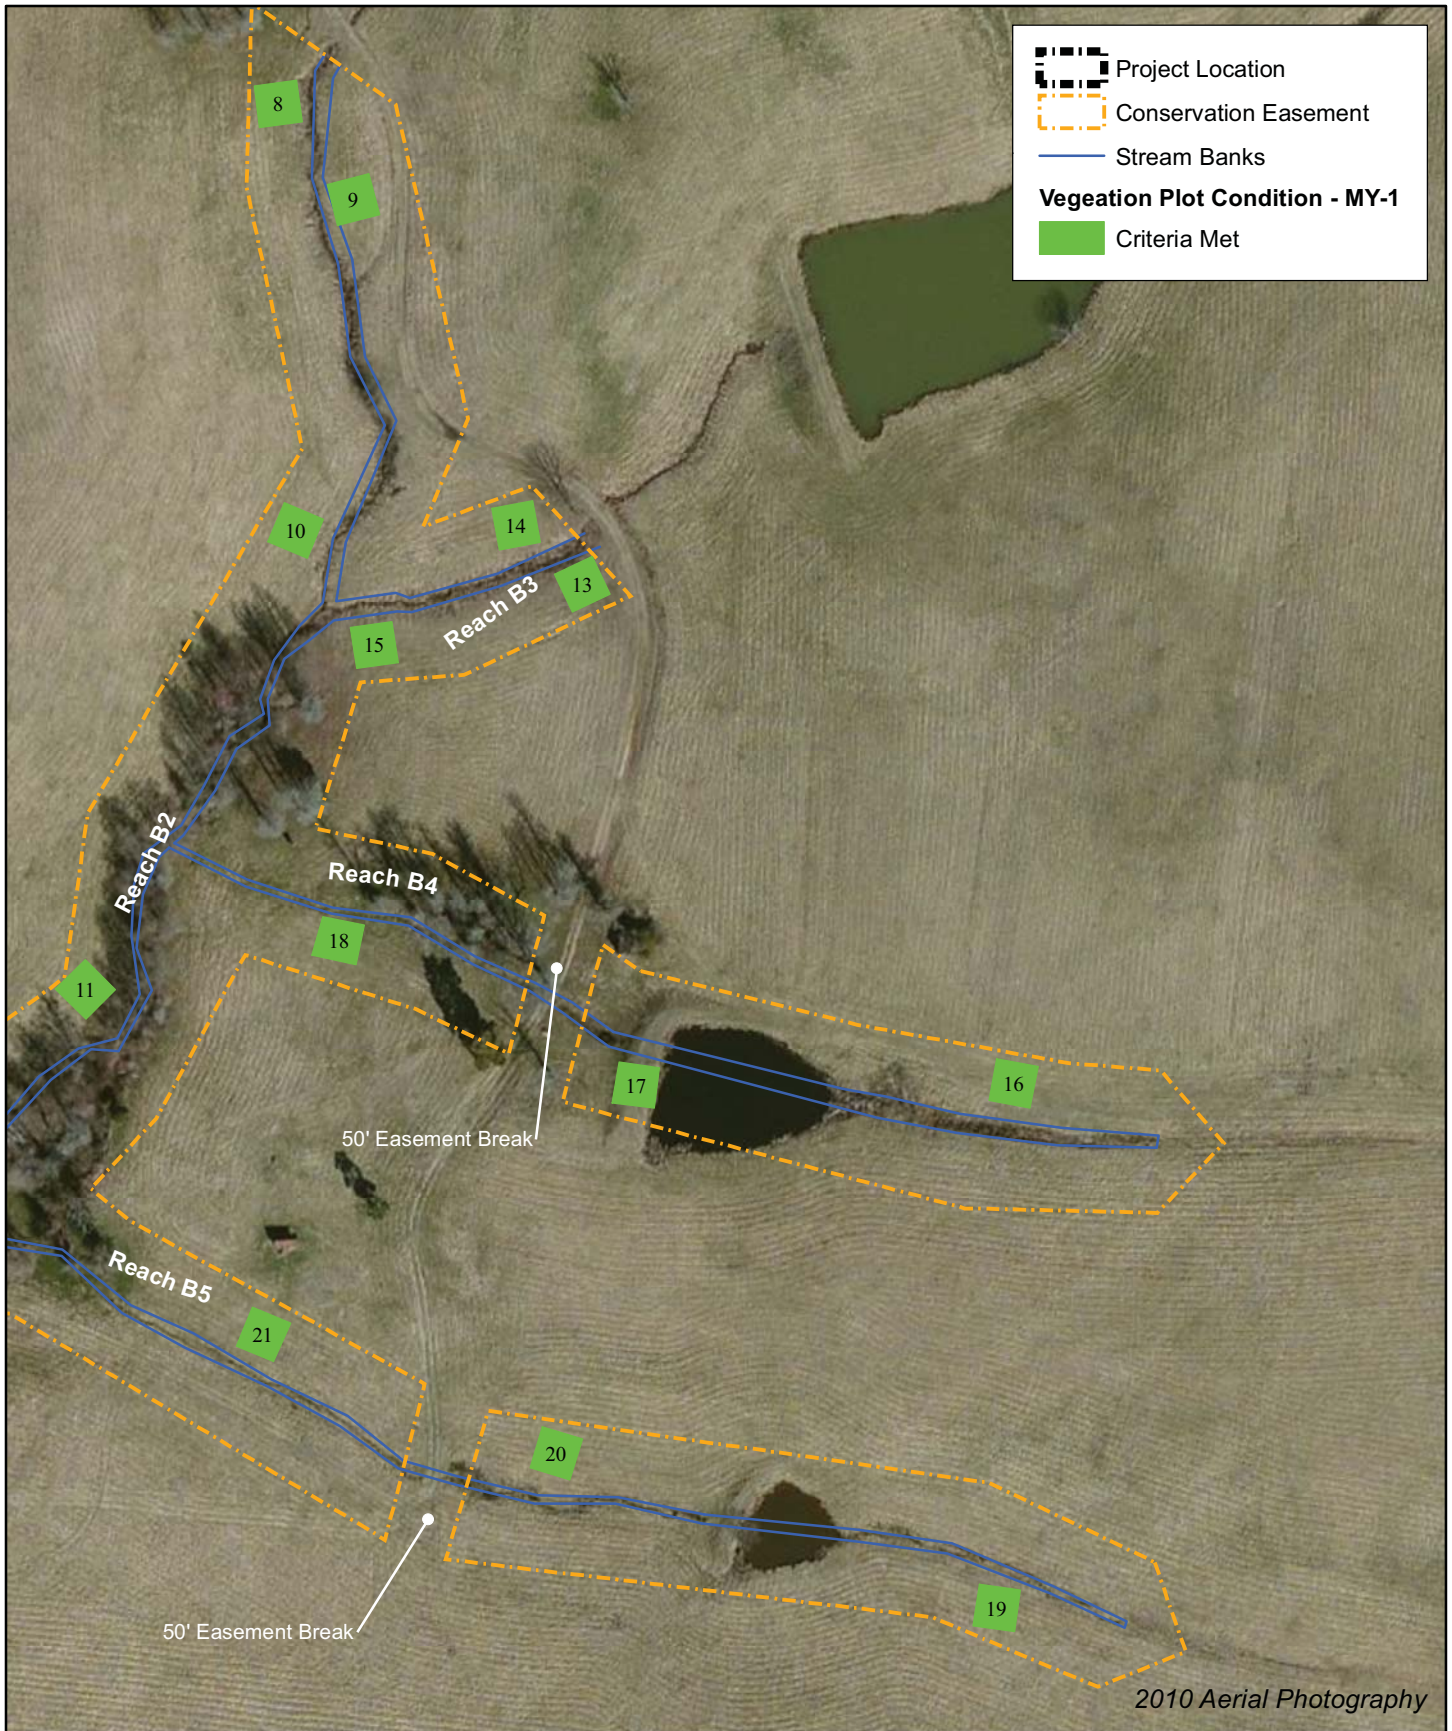 Project Location
Conservation Easement
Stream Banks
Vegeation Plot Condition - MY-1
Criteria Met
8
9
10
14
13
Reach B3
15
Reach B2
Reach B4
18
11
16
17
50' Easement Break
Reach B5
21
20
19
50' Easement Break
2010 Aerial Photography